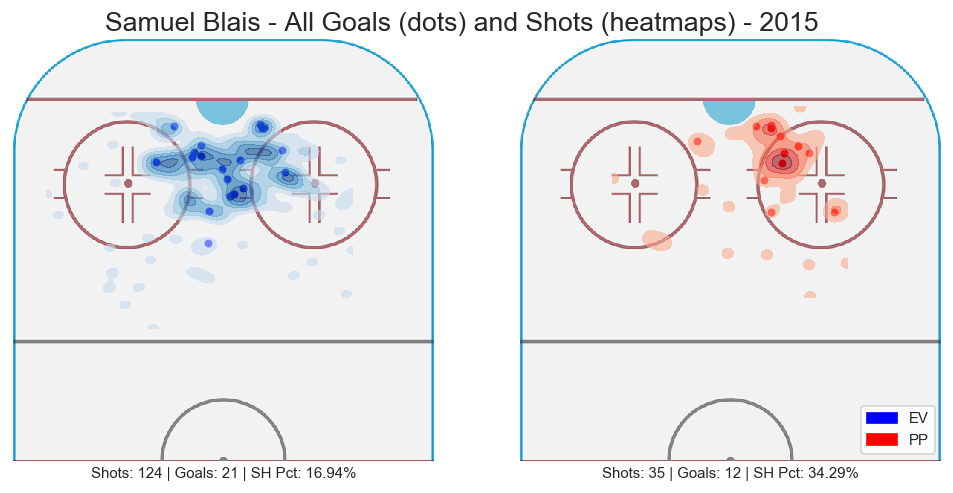 Samuel Blais - All Goals (dots) and Shots (heatmaps) - 2015
EV
PP
Shots: 124 | Goals: 21 | SH Pct: 16.94%
Shots: 35 | Goals: 12 | SH Pct: 34.29%